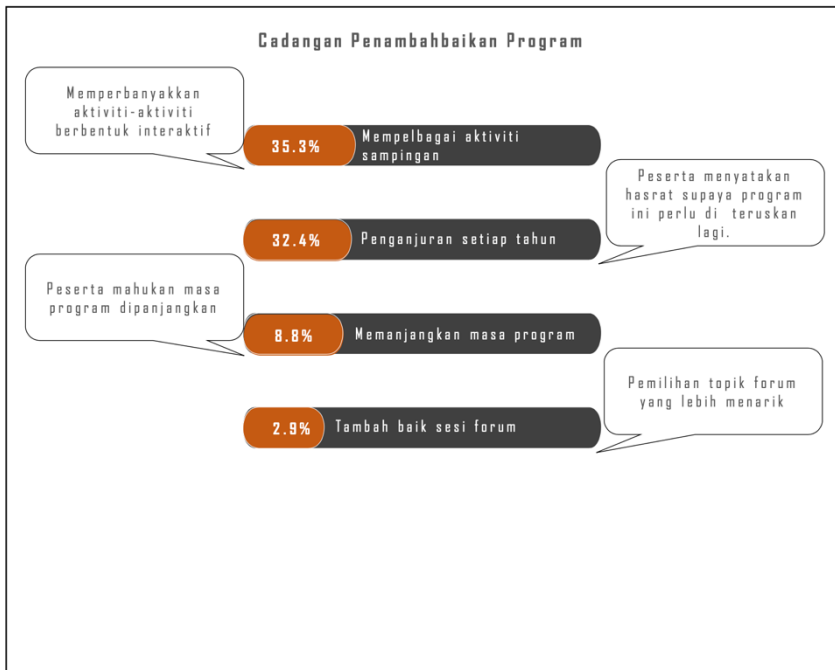 Cadangan Penambahbaikan Program
Memperbanyakkan
aktiviti-aktiviti
berbentuk interaktif
35.3%
Mempelbagai aktiviti
sampingan
Peserta menyatakan
hasrat supaya program
ini perlu di teruskan
lagi.
32.4%
Penganjuran setiap tahun
Peserta mahukan masa
program dipanjangkan
8.8%
Memanjangkan masa program
Pemilihan topik forum
yang lebih menarik
2.9%
Tambah baik sesi forum